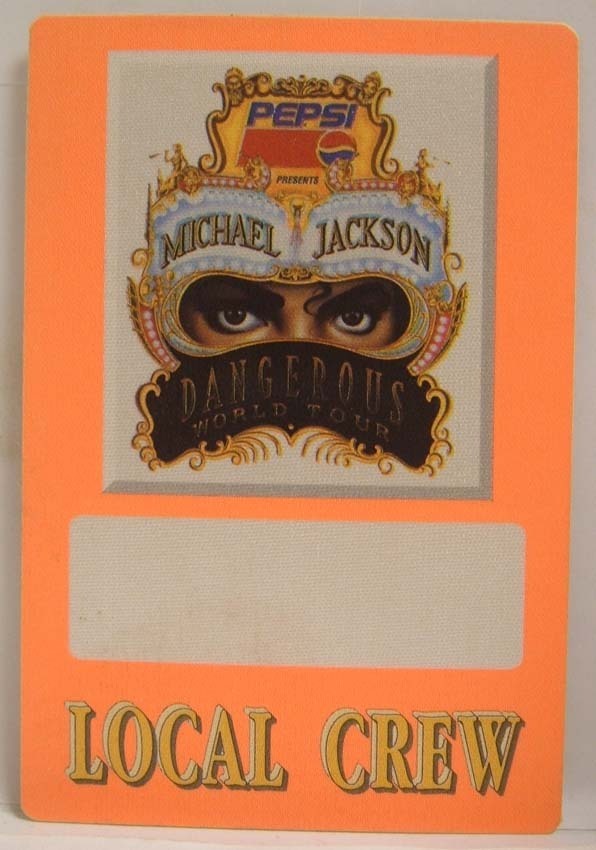 PEPSI
PRESENTS
MICHAEL JACKSON
DANGEROUS
WORLD TOUR
LOCAL CREW